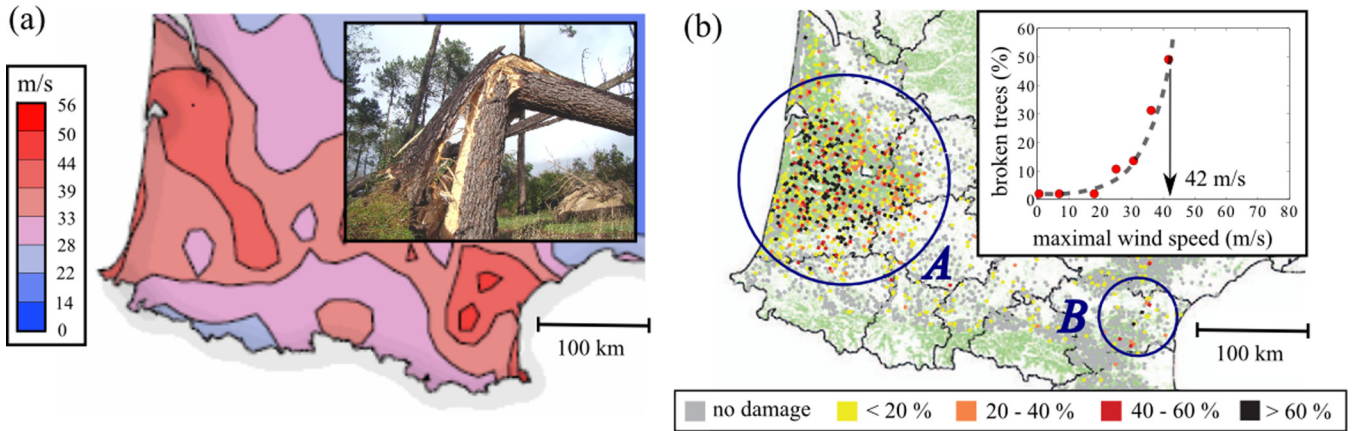 (a)
m/s
56
50
44
39
33
28
22
14
0
100 km
(b)
A
B
broken trees (%)
60
50
40
30
20
10
0
42 m/s
0 10 20 30 40 50 60 70 80
maximal wind speed (m/s)
100 km
no damage < 20 % 20 - 40 % 40 - 60 % > 60 %